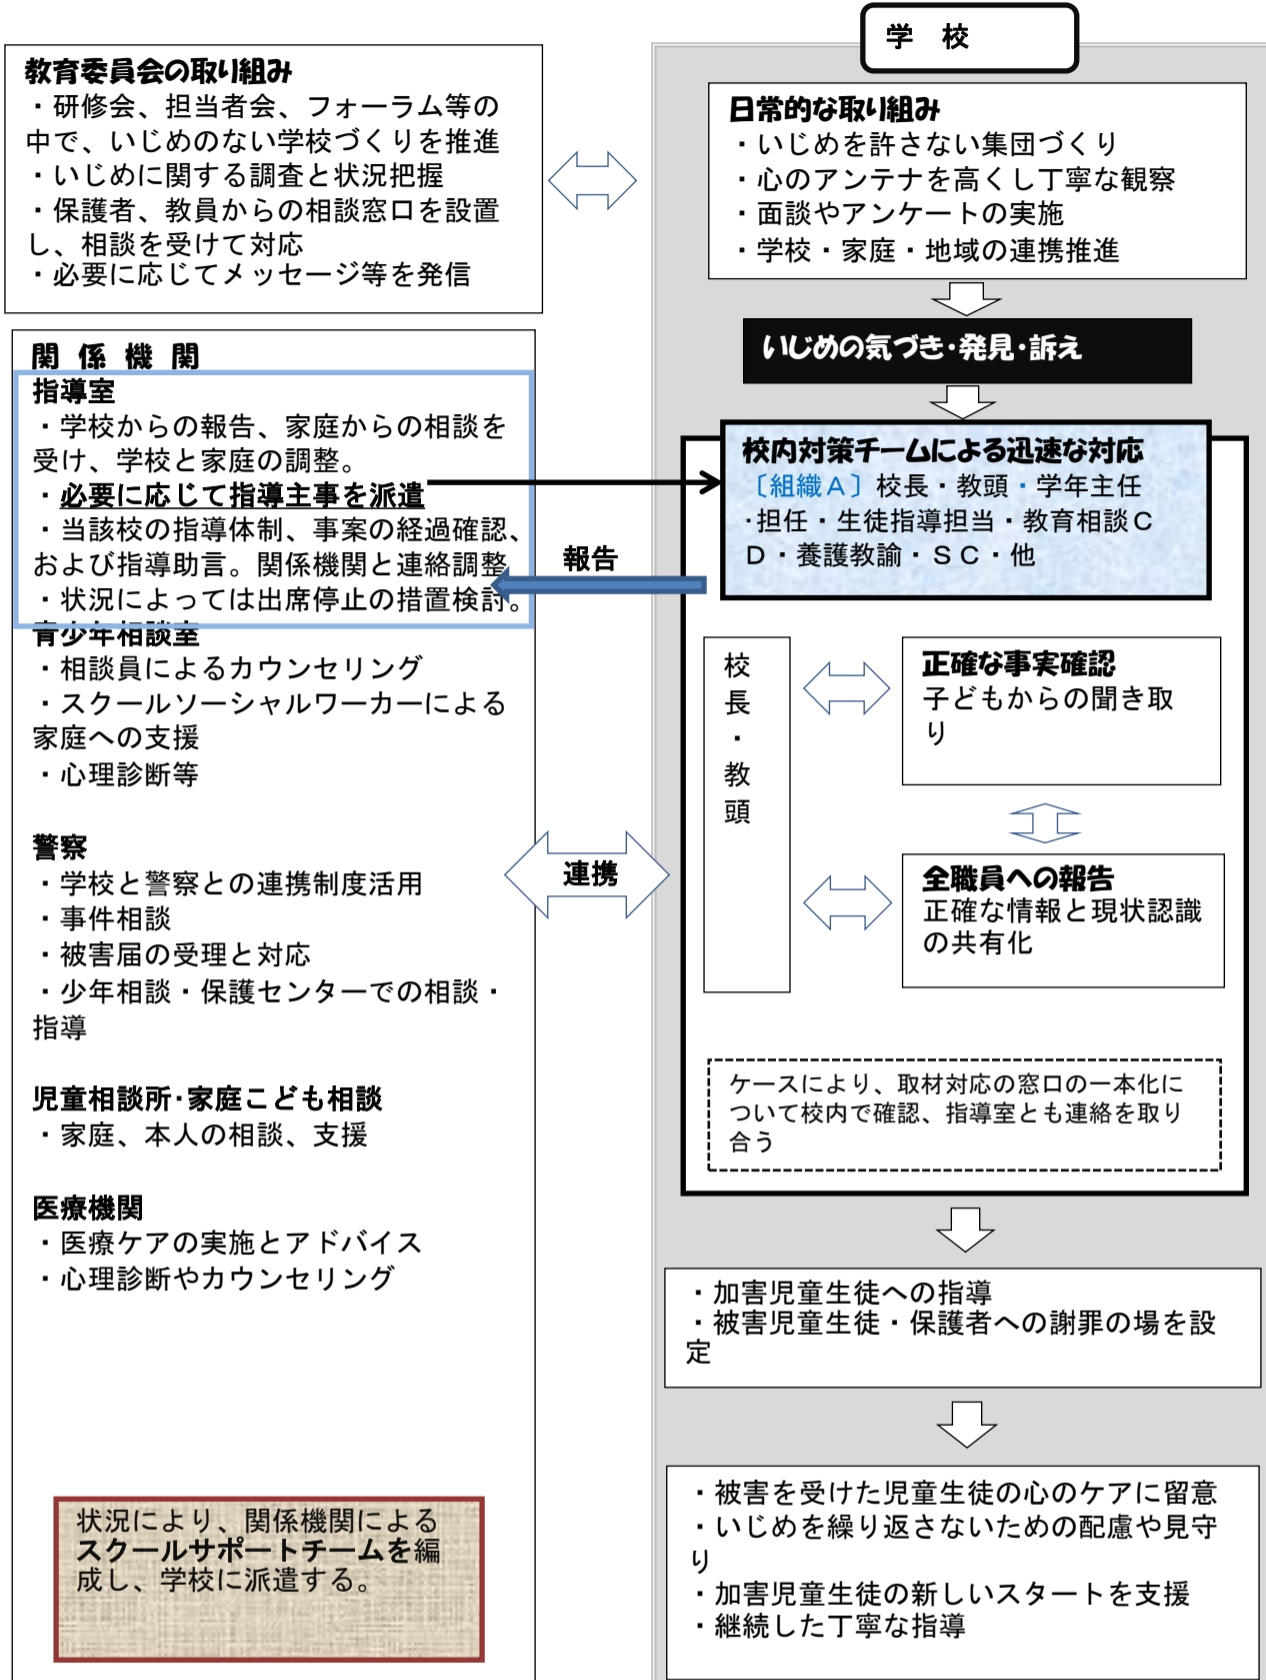 学　校
教育委員会の取り組み
・研修会、担当者会、フォーラム等の
中で、いじめのない学校づくりを推進
・いじめに関する調査と状況把握
・保護者、教員からの相談窓口を設置
し、相談を受けて対応
・必要に応じてメッセージ等を発信
日常的な取り組み
・いじめを許さない集団づくり
・心のアンテナを高くし丁寧な観察
・面談やアンケートの実施
・学校・家庭・地域の連携推進
いじめの気づき・発見・訴え
関 係 機 関
指導室
・学校からの報告、家庭からの相談を
受け、学校と家庭の調整。
・必要に応じて指導主事を派遣
・当該校の指導体制、事案の経過確認、
および指導助言。関係機関と連絡調整
・状況によっては出席停止の措置検討。
青少年相談室
・相談員によるカウンセリング
・スクールソーシャルワーカーによる
家庭への支援
・心理診断等
警察
・学校と警察との連携制度活用
・事件相談
・被害届の受理と対応
・少年相談・保護センターでの相談・
指導
児童相談所・家庭こども相談
・家庭、本人の相談、支援
医療機関
・医療ケアの実施とアドバイス
・心理診断やカウンセリング
状況により、関係機関による
スクールサポートチームを編
成し、学校に派遣する。
報告
連携
校内対策チームによる迅速な対応
〔組織Ａ〕校長・教頭・学年主任
・担任・生徒指導担当・教育相談Ｃ
Ｄ・養護教諭・ＳＣ・他
校
長
・
教
頭
正確な事実確認
子どもからの聞き取
り
全職員への報告
正確な情報と現状認識
の共有化
ケースにより、取材対応の窓口の一本化に
ついて校内で確認、指導室とも連絡を取り
合う
・加害児童生徒への指導
・被害児童生徒・保護者への謝罪の場を設
定
・被害を受けた児童生徒の心のケアに留意
・いじめを繰り返さないための配慮や見守
り
・加害児童生徒の新しいスタートを支援
・継続した丁寧な指導